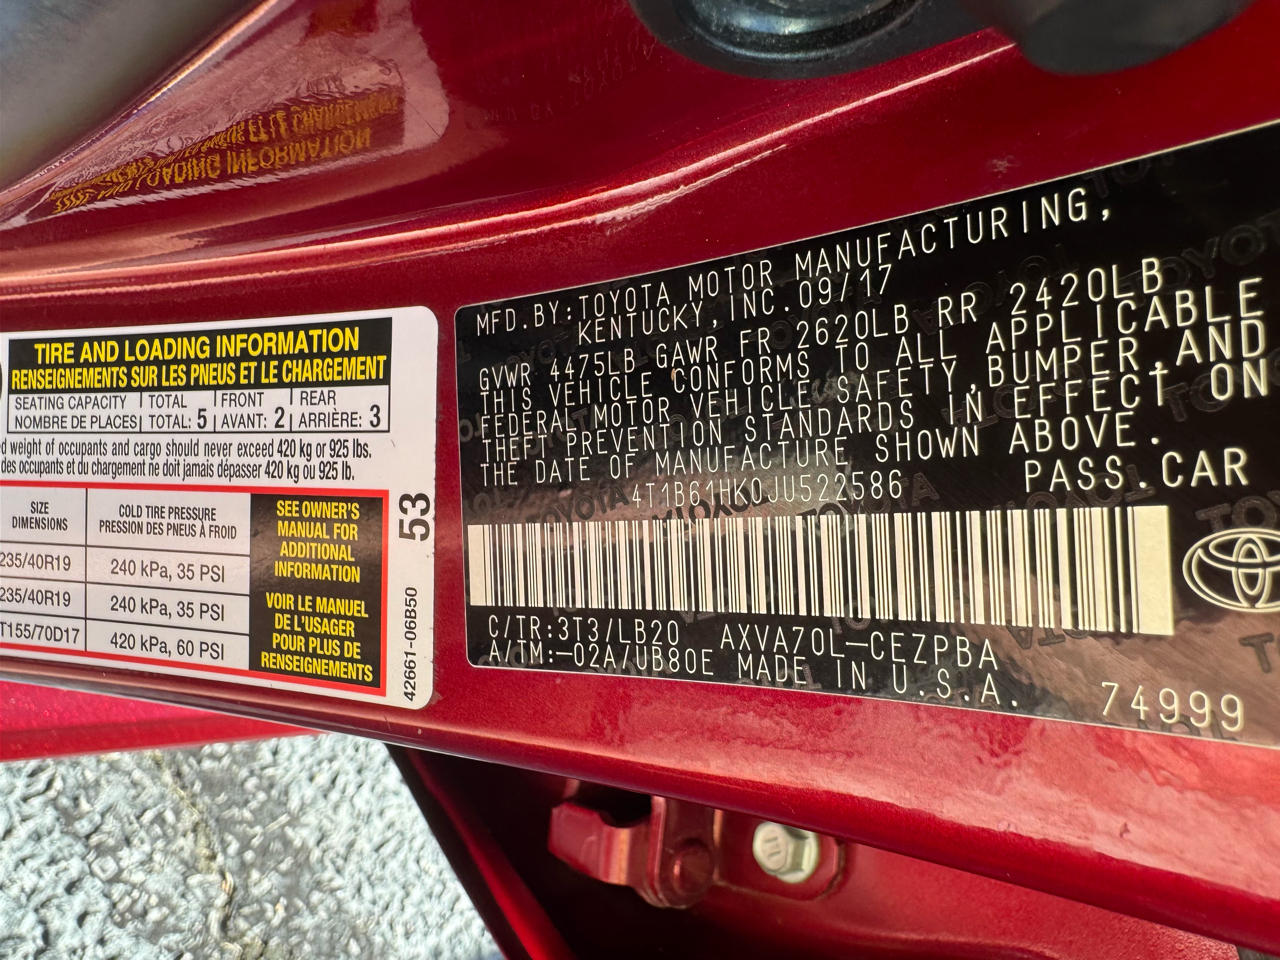 TIRE AND LOADING INFORMATION
RENSEIGNEMENTS SUR LES PNEUS ET LE CHARGEMENT
SEATING CAPACITY TOTAL FRONT REAR
NOMBRE DE PLACES TOTAL: 5 AVANT: 2 ARRIÈRE: 3
d weight of occupants and cargo should never exceed 420 kg or 925 lbs.
des occupants et du chargement ne doit jamais dépasser 420 kg ou 925 lb.
SIZE COLD TIRE PRESSURE
DIMENSIONS PRESSION DES PNEUS À FROID
235/40R19 240 kPa, 35 PSI
235/40R19 240 kPa, 35 PSI
T155/70D17 420 kPa, 60 PSI
SEE OWNER'S
MANUAL FOR
ADDITIONAL
INFORMATION
VOIR LE MANUEL
DE L'USAGER
POUR PLUS DE
RENSEIGNEMENTS
53
42661-06B50
MFD.BY:TOYOTA MOTOR MANUFACTURING,
KENTUCKY,INC.09/17
GVWR 4475LB GAWR FR 2620LB RR 2420LB
THIS VEHICLE CONFORMS TO ALL APPLICABLE
FEDERAL MOTOR VEHICLE SAFETY,BUMPER,AND
THEFT PREVENTION STANDARDS IN EFFECT ON
THE DATE OF MANUFACTURE SHOWN ABOVE.
4T1B61HK0JU522586 PASS.CAR
C/TR:3T3/LB20 AXVA70L-CEZPBA
A/TM:-02A/UB80E MADE IN U.S.A.
74999